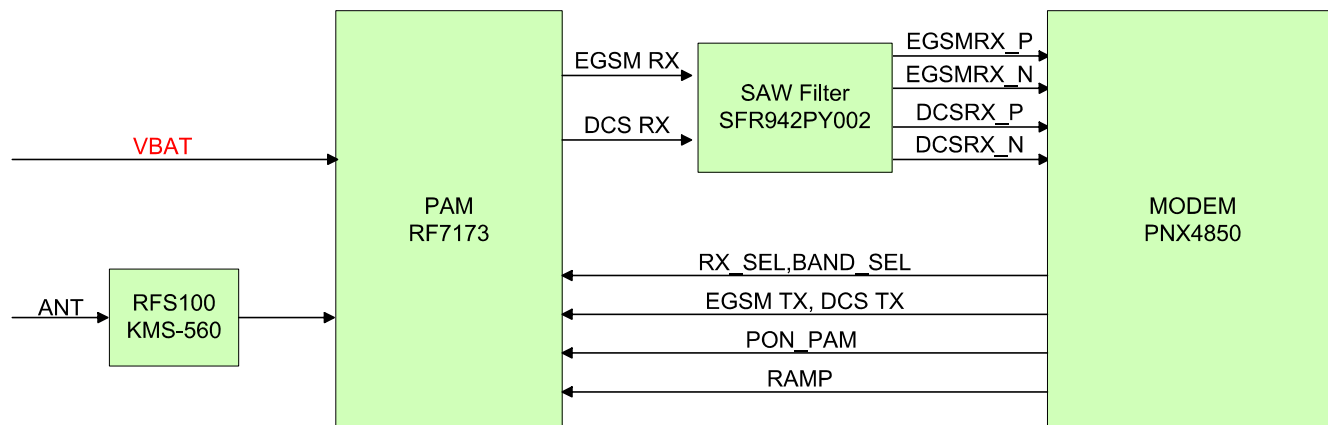 EGSM RX
DCS RX
SAW Filter
SFR942PY002
EGSMRX_P
EGSMRX_N
DCSRX_P
DCSRX_N
VBAT
PAM
RF7173
MODEM
PNX4850
ANT
RFS100
KMS-560
RX_SEL,BAND_SEL
EGSM TX, DCS TX
PON_PAM
RAMP